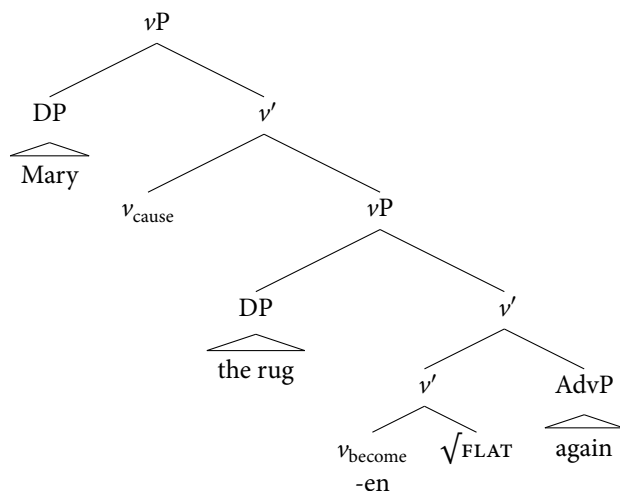 vP
DP v′
Mary
v_cause vP
DP v′
the rug v′ AdvP
v_become √FLAT again
-en